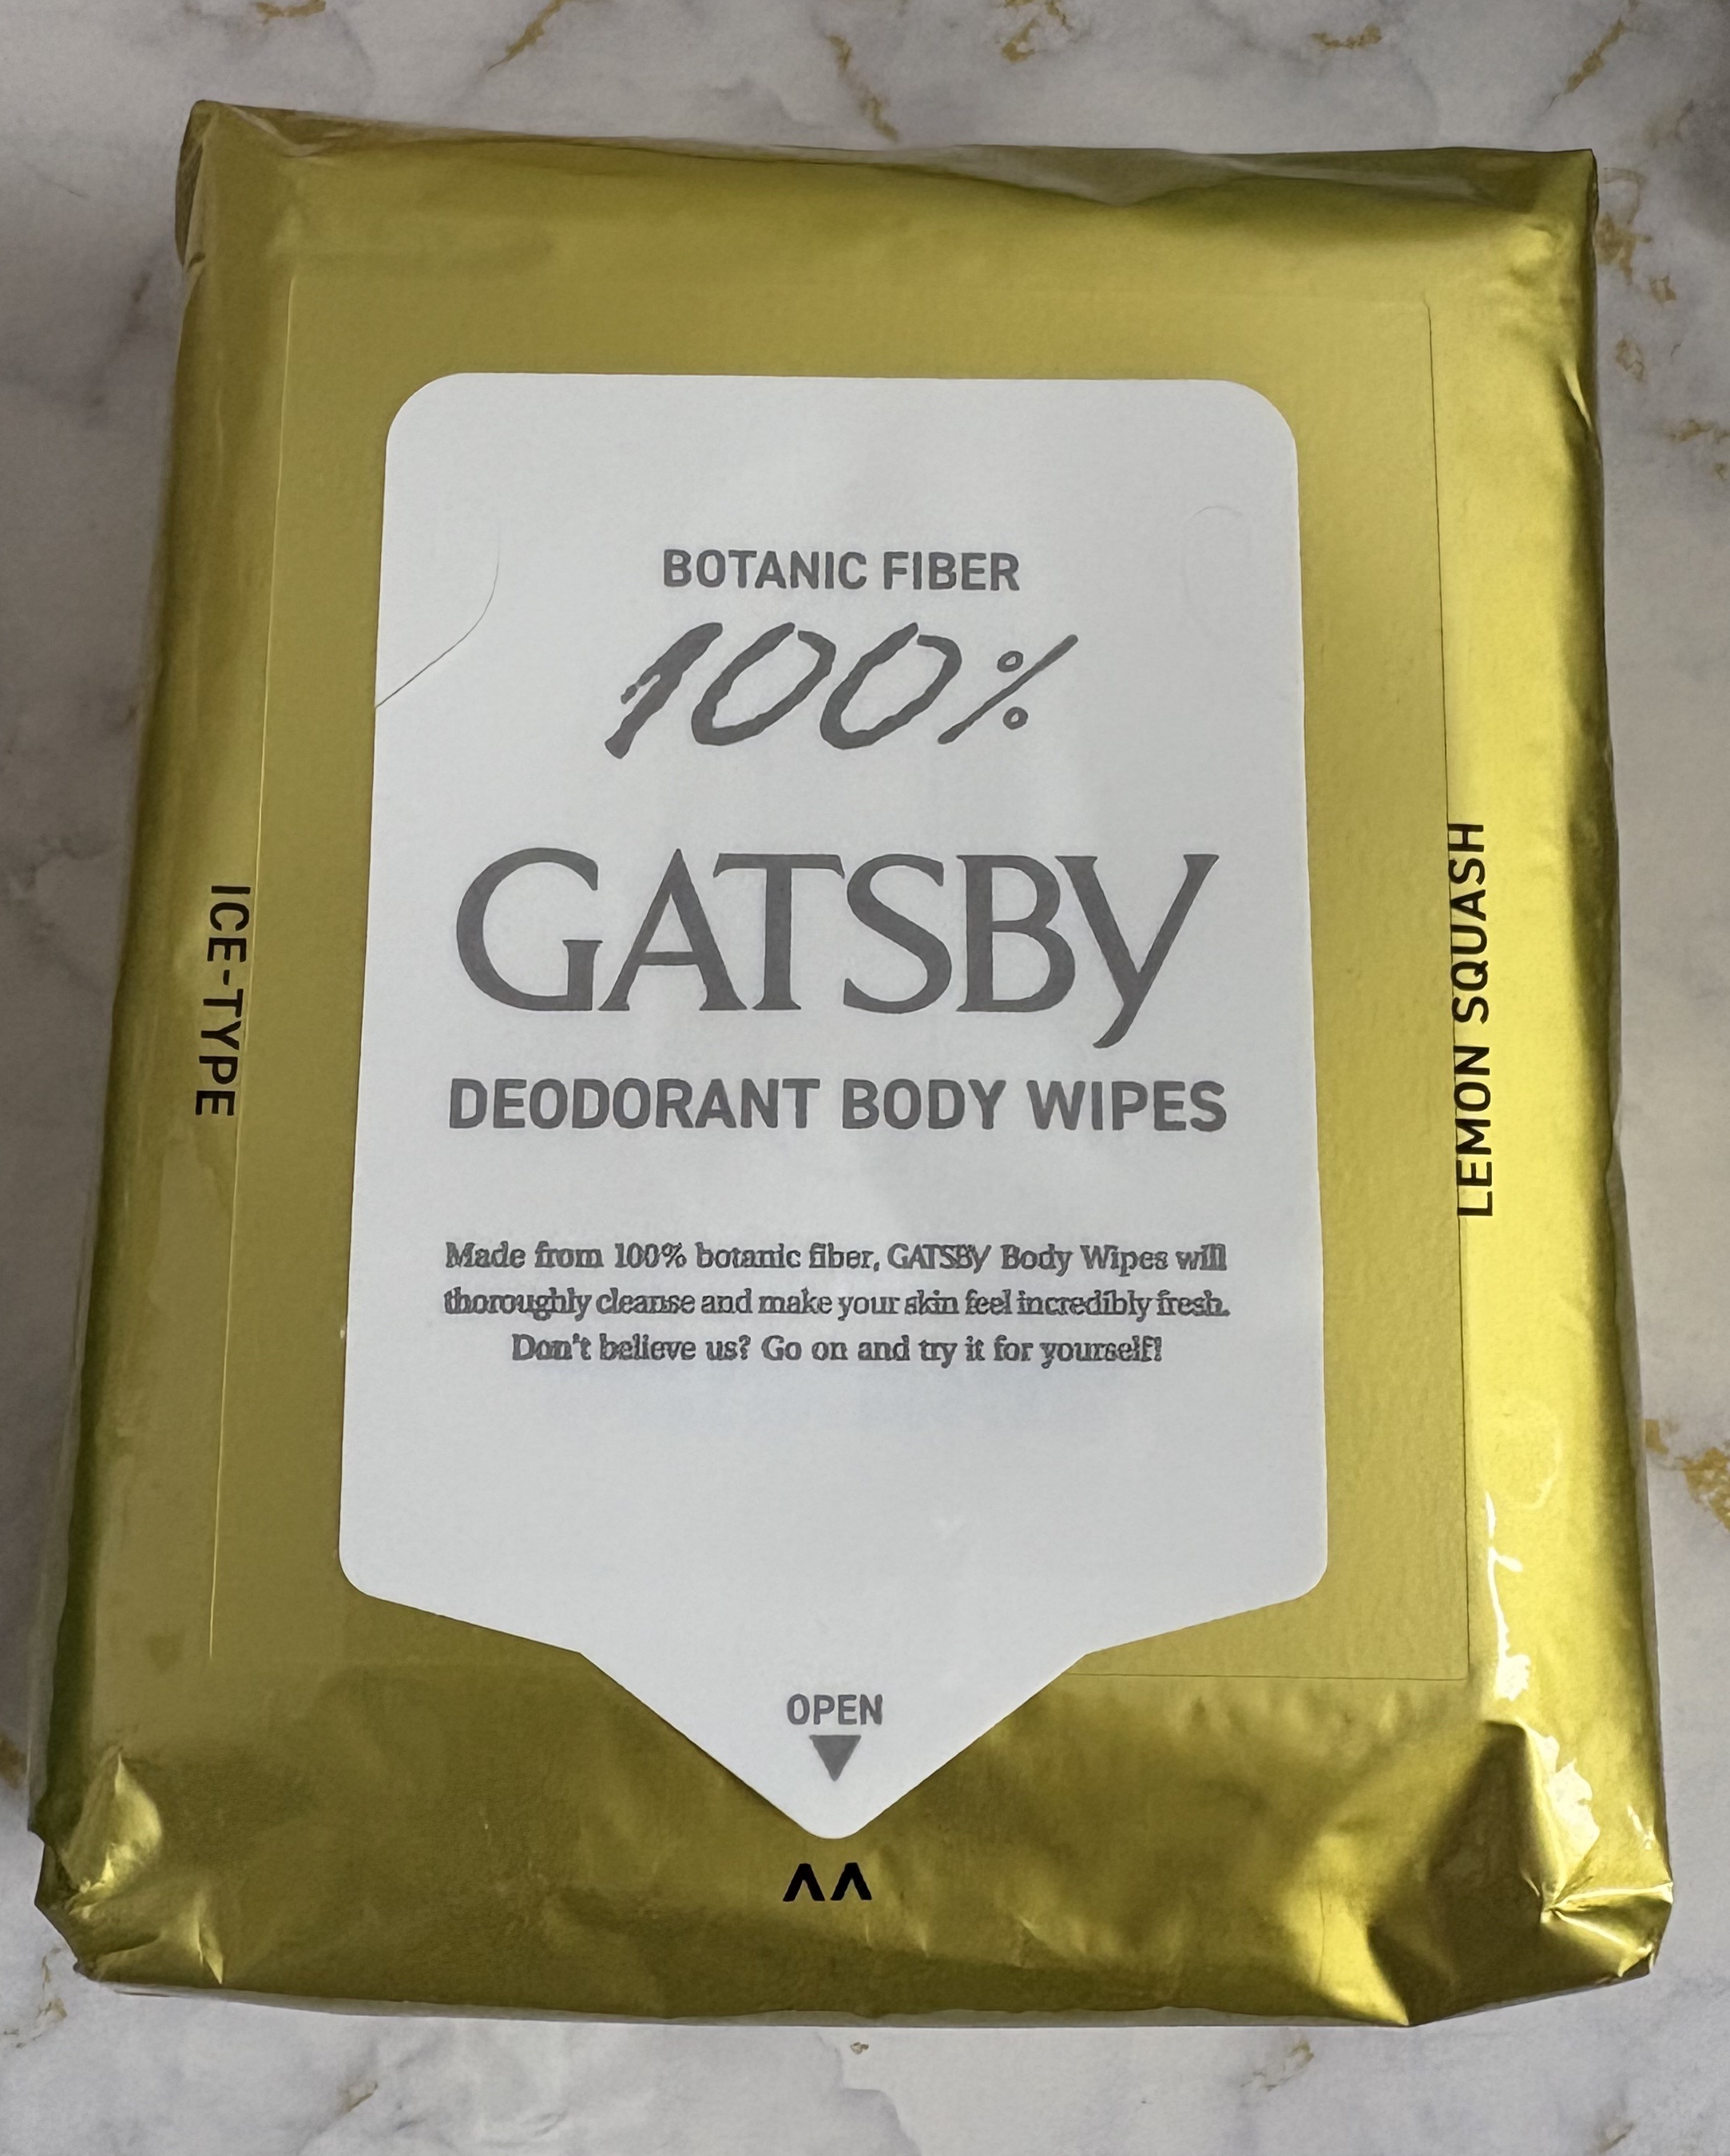 BOTANIC FIBER
100%
GATSBY
DEODORANT BODY WIPES
Made from 100% botanic fiber, GATSBY Body Wipes will
thoroughly cleanse and make your skin feel incredibly fresh.
Don't believe us? Go on and try it for yourself!
ICE-TYPE
LEMON SQUASH
OPEN